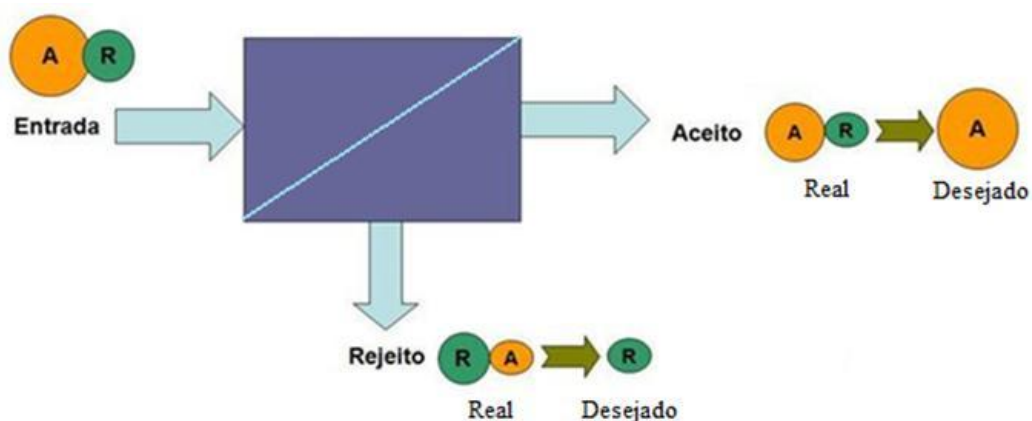 A R
Entrada
Aceito
A R
A
Real
Desejado
Rejeito
R A
R
Real
Desejado